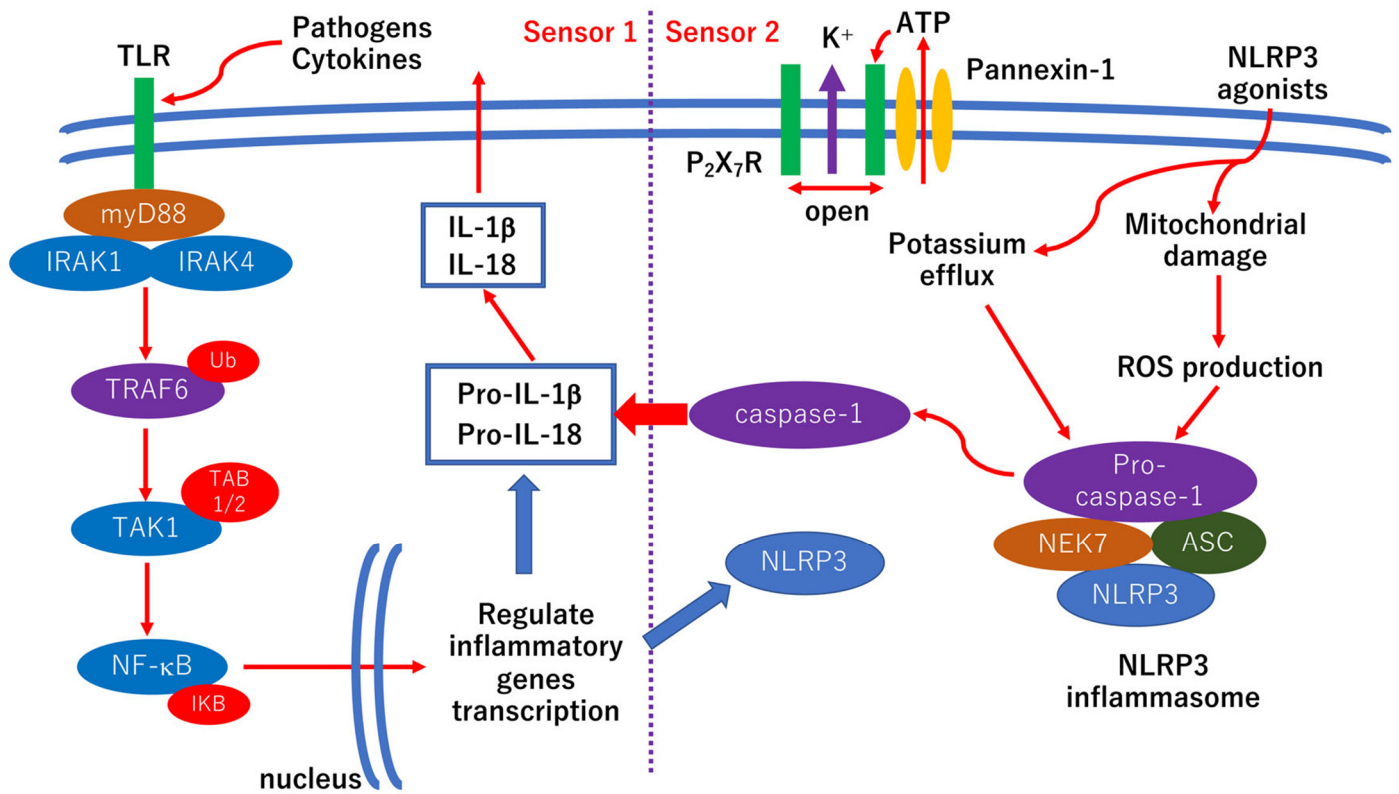 Pathogens
Cytokines
TLR
Sensor 1
Sensor 2
K⁺
ATP
Pannexin-1
NLRP3
agonists
P₂X₇R
open
myD88
IRAK1
IRAK4
IL-1β
IL-18
Potassium
efflux
Mitochondrial
damage
TRAF6
Ub
ROS production
Pro-IL-1β
Pro-IL-18
caspase-1
Pro-
caspase-1
TAB
1/2
TAK1
NEK7
ASC
NLRP3
NLRP3
NF-κB
IKB
Regulate
inflammatory
genes
transcription
NLRP3
inflammasome
nucleus